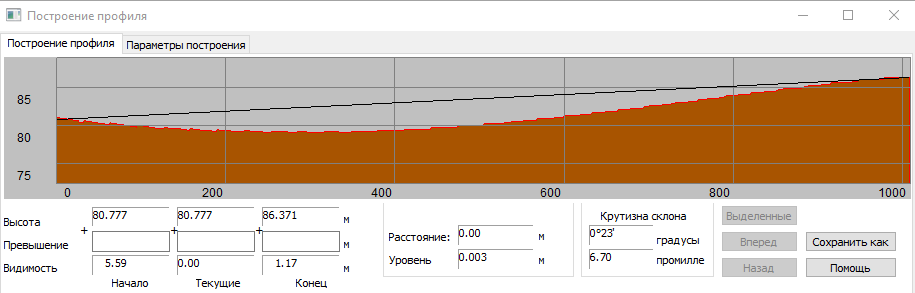 Построение профиля
Построение профиля Параметры построения
85
80
75
0 200 400 600 800 1000
Высота 80.777 80.777 86.371 м
+ + +
Превышение м
Видимость 5.59 0.00 1.17 м
Начало Текущие Конец
Расстояние: 0.00 м
Уровень 0.003 м
Крутизна склона
0°23' градусы
6.70 промилле
Выделенные
Вперед Сохранить как
Назад Помощь